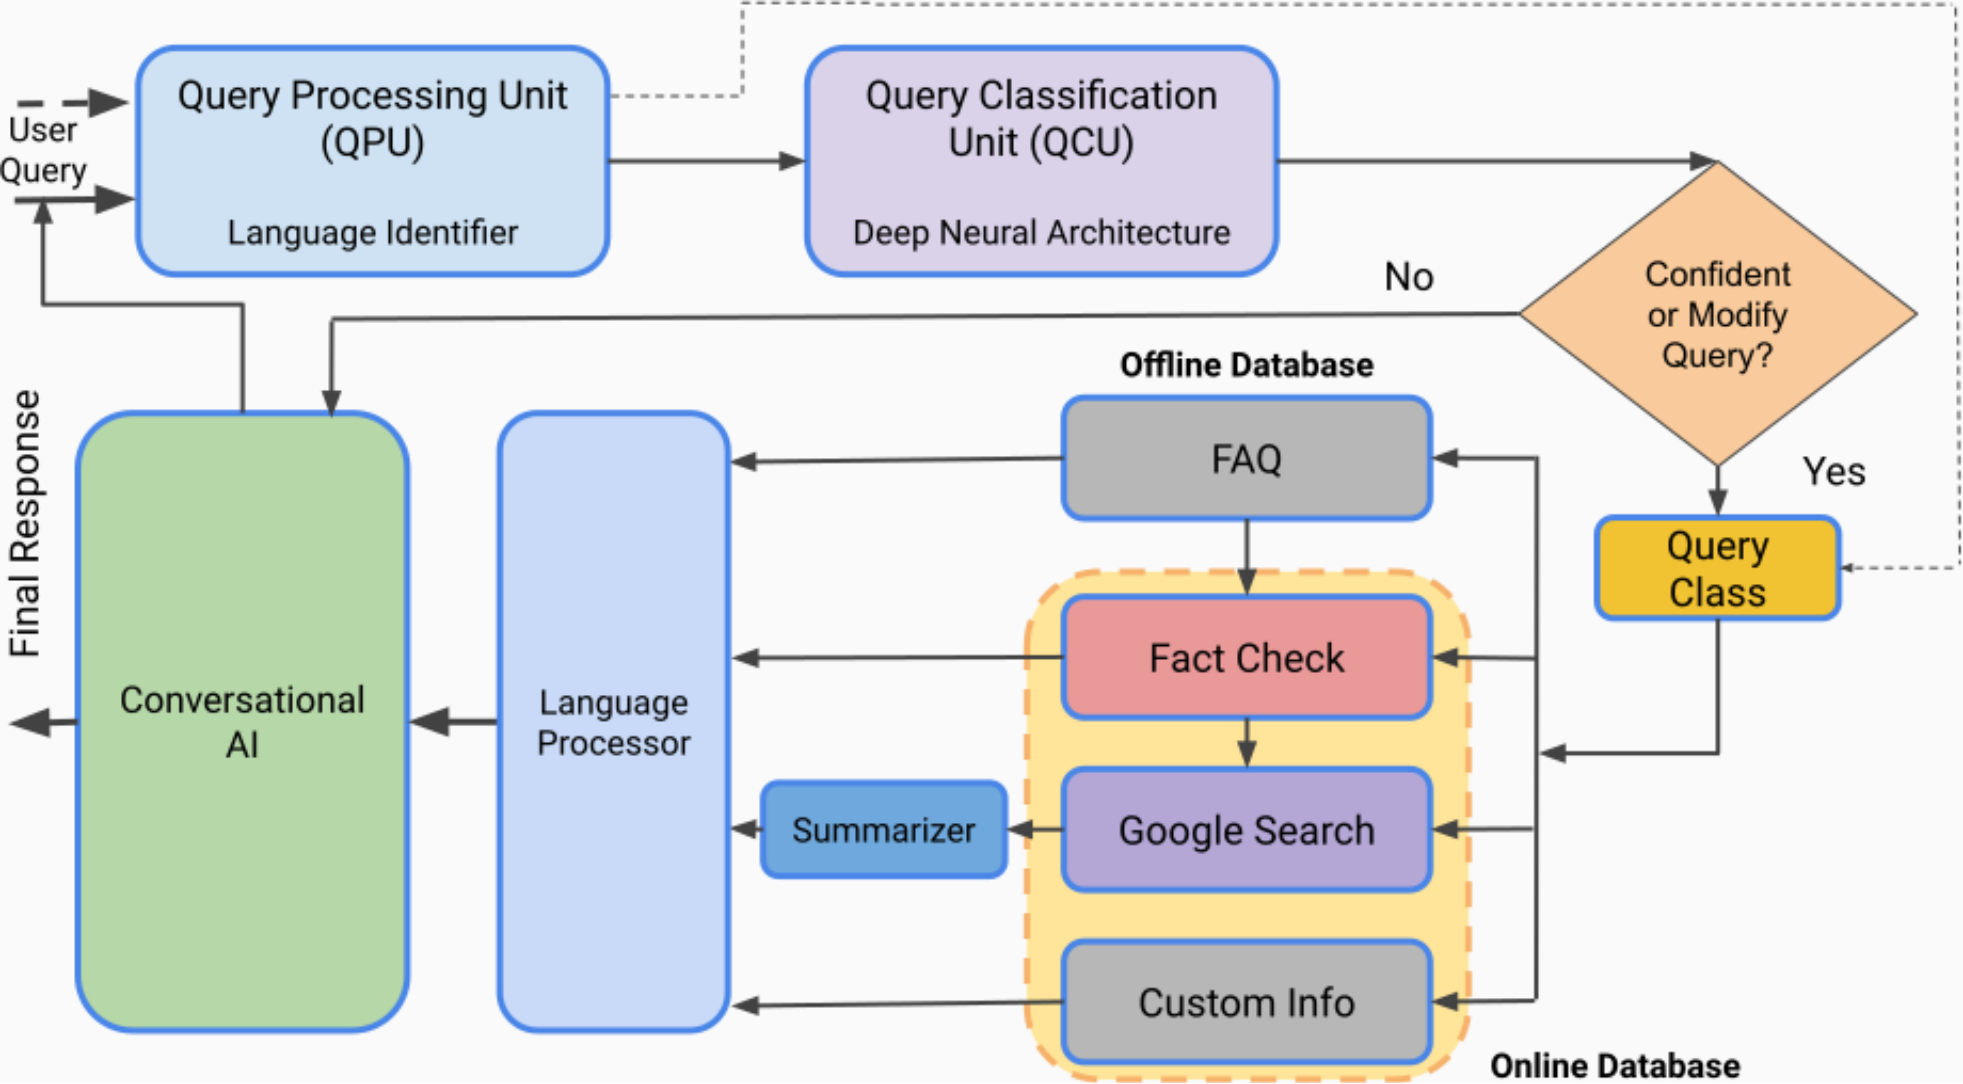 User
Query
Query Processing Unit
(QPU)
Language Identifier
Query Classification
Unit (QCU)
Deep Neural Architecture
Confident
or Modify
Query?
No
Yes
Query
Class
Offline Database
FAQ
Fact Check
Google Search
Custom Info
Online Database
Summarizer
Language
Processor
Conversational
AI
Final Response